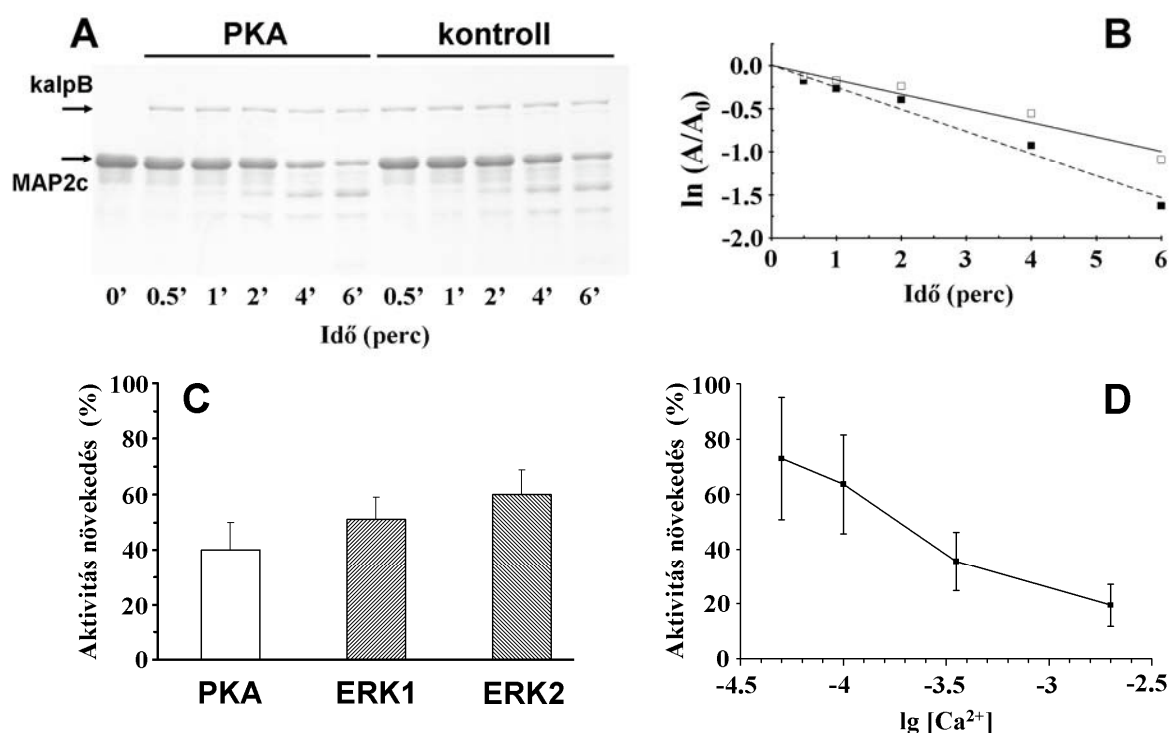 A
PKA
kontroll
kalpB
MAP2c
0’ 0.5’ 1’ 2’ 4’ 6’ 0.5’ 1’ 2’ 4’ 6’
Idő (perc)
B
ln (A/A0)
0.0
-0.5
-1.0
-1.5
-2.0
0 1 2 3 4 5 6
Idő (perc)
C
Aktivitás növekedés (%)
100
80
60
40
20
0
PKA ERK1 ERK2
D
Aktivitás növekedés (%)
100
80
60
40
20
0
-4.5 -4 -3.5 -3 -2.5
lg [Ca²⁺]